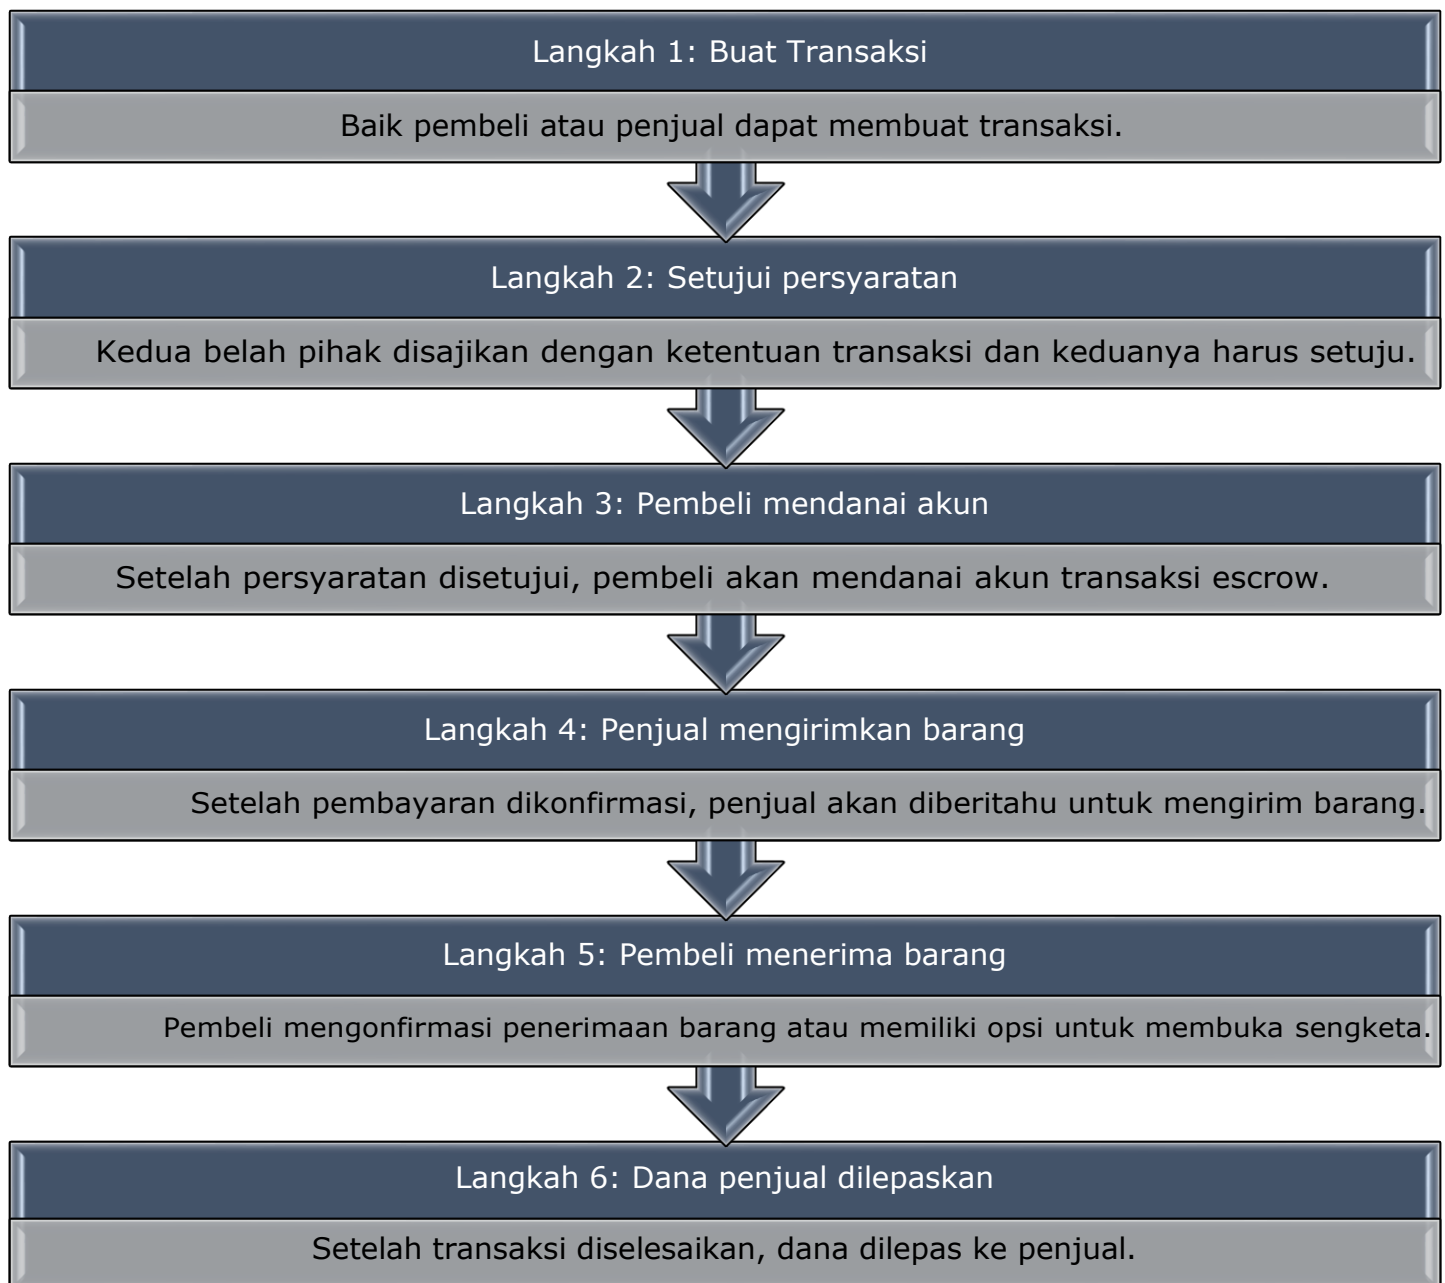 Langkah 1: Buat Transaksi
Baik pembeli atau penjual dapat membuat transaksi.
Langkah 2: Setujui persyaratan
Kedua belah pihak disajikan dengan ketentuan transaksi dan keduanya harus setuju.
Langkah 3: Pembeli mendanai akun
Setelah persyaratan disetujui, pembeli akan mendanai akun transaksi escrow.
Langkah 4: Penjual mengirimkan barang
Setelah pembayaran dikonfirmasi, penjual akan diberitahu untuk mengirim barang.
Langkah 5: Pembeli menerima barang
Pembeli mengonfirmasi penerimaan barang atau memiliki opsi untuk membuka sengketa.
Langkah 6: Dana penjual dilepaskan
Setelah transaksi diselesaikan, dana dilepas ke penjual.